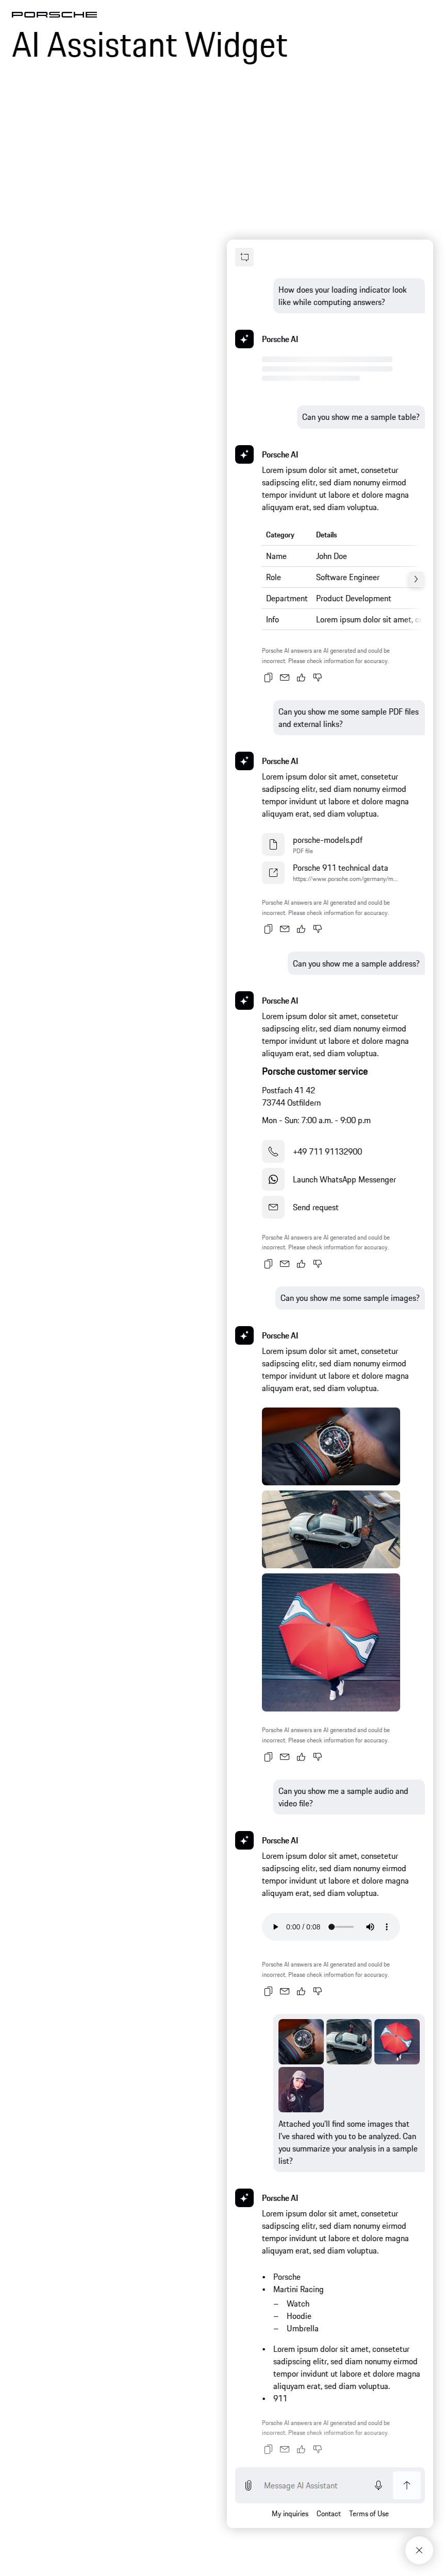 PORSCHE
AI Assistant Widget
How does your loading indicator look
like while computing answers?
Porsche AI
Can you show me a sample table?
Porsche AI
Lorem ipsum dolor sit amet, consetetur
sadipscing elitr, sed diam nonumy eirmod
tempor invidunt ut labore et dolore magna
aliquyam erat, sed diam voluptua.
Category Details
Name John Doe
Role Software Engineer
Department Product Development
Info Lorem ipsum dolor sit amet,
Porsche AI answers are AI generated and could be
incorrect. Please check information for accuracy.
Can you show me some sample PDF files
and external links?
Porsche AI
Lorem ipsum dolor sit amet, consetetur
sadipscing elitr, sed diam nonumy eirmod
tempor invidunt ut labore et dolore magna
aliquyam erat, sed diam voluptua.
porsche-models.pdf
PDF file
Porsche 911 technical data
https://www.porsche.com/germany/m...
Porsche AI answers are AI generated and could be
incorrect. Please check information for accuracy.
Can you show me a sample address?
Porsche AI
Lorem ipsum dolor sit amet, consetetur
sadipscing elitr, sed diam nonumy eirmod
tempor invidunt ut labore et dolore magna
aliquyam erat, sed diam voluptua.
Porsche customer service
Postfach 41 42
73744 Ostfildern
Mon - Sun: 7:00 a.m. - 9:00 p.m
+49 711 91132900
Launch WhatsApp Messenger
Send request
Porsche AI answers are AI generated and could be
incorrect. Please check information for accuracy.
Can you show me some sample images?
Porsche AI
Lorem ipsum dolor sit amet, consetetur
sadipscing elitr, sed diam nonumy eirmod
tempor invidunt ut labore et dolore magna
aliquyam erat, sed diam voluptua.
Porsche AI answers are AI generated and could be
incorrect. Please check information for accuracy.
Can you show me a sample audio and
video file?
Porsche AI
Lorem ipsum dolor sit amet, consetetur
sadipscing elitr, sed diam nonumy eirmod
tempor invidunt ut labore et dolore magna
aliquyam erat, sed diam voluptua.
0:00 / 0:08
Porsche AI answers are AI generated and could be
incorrect. Please check information for accuracy.
Attached you'll find some images that
I've shared with you to be analyzed. Can
you summarize your analysis in a sample
list?
Porsche AI
Lorem ipsum dolor sit amet, consetetur
sadipscing elitr, sed diam nonumy eirmod
tempor invidunt ut labore et dolore magna
aliquyam erat, sed diam voluptua.
• Porsche
• Martini Racing
– Watch
– Hoodie
– Umbrella
• Lorem ipsum dolor sit amet, consetetur
sadipscing elitr, sed diam nonumy eirmod
tempor invidunt ut labore et dolore magna
aliquyam erat, sed diam voluptua.
• 911
Porsche AI answers are AI generated and could be
incorrect. Please check information for accuracy.
Message AI Assistant
My inquiries Contact Terms of Use